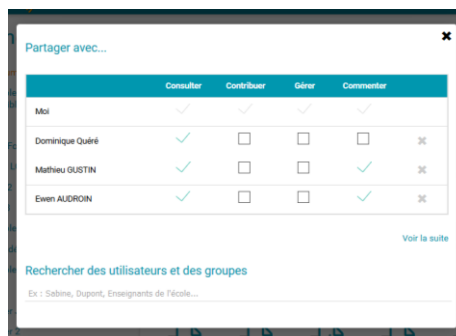 Partager avec...
Consulter Contribuer Gérer Commenter
Moi
Dominique Quéré
Mathieu GUSTIN
Ewen AUDROIN
Voir la suite
Rechercher des utilisateurs et des groupes
Ex : Sabine, Dupont, Enseignants de l'école...